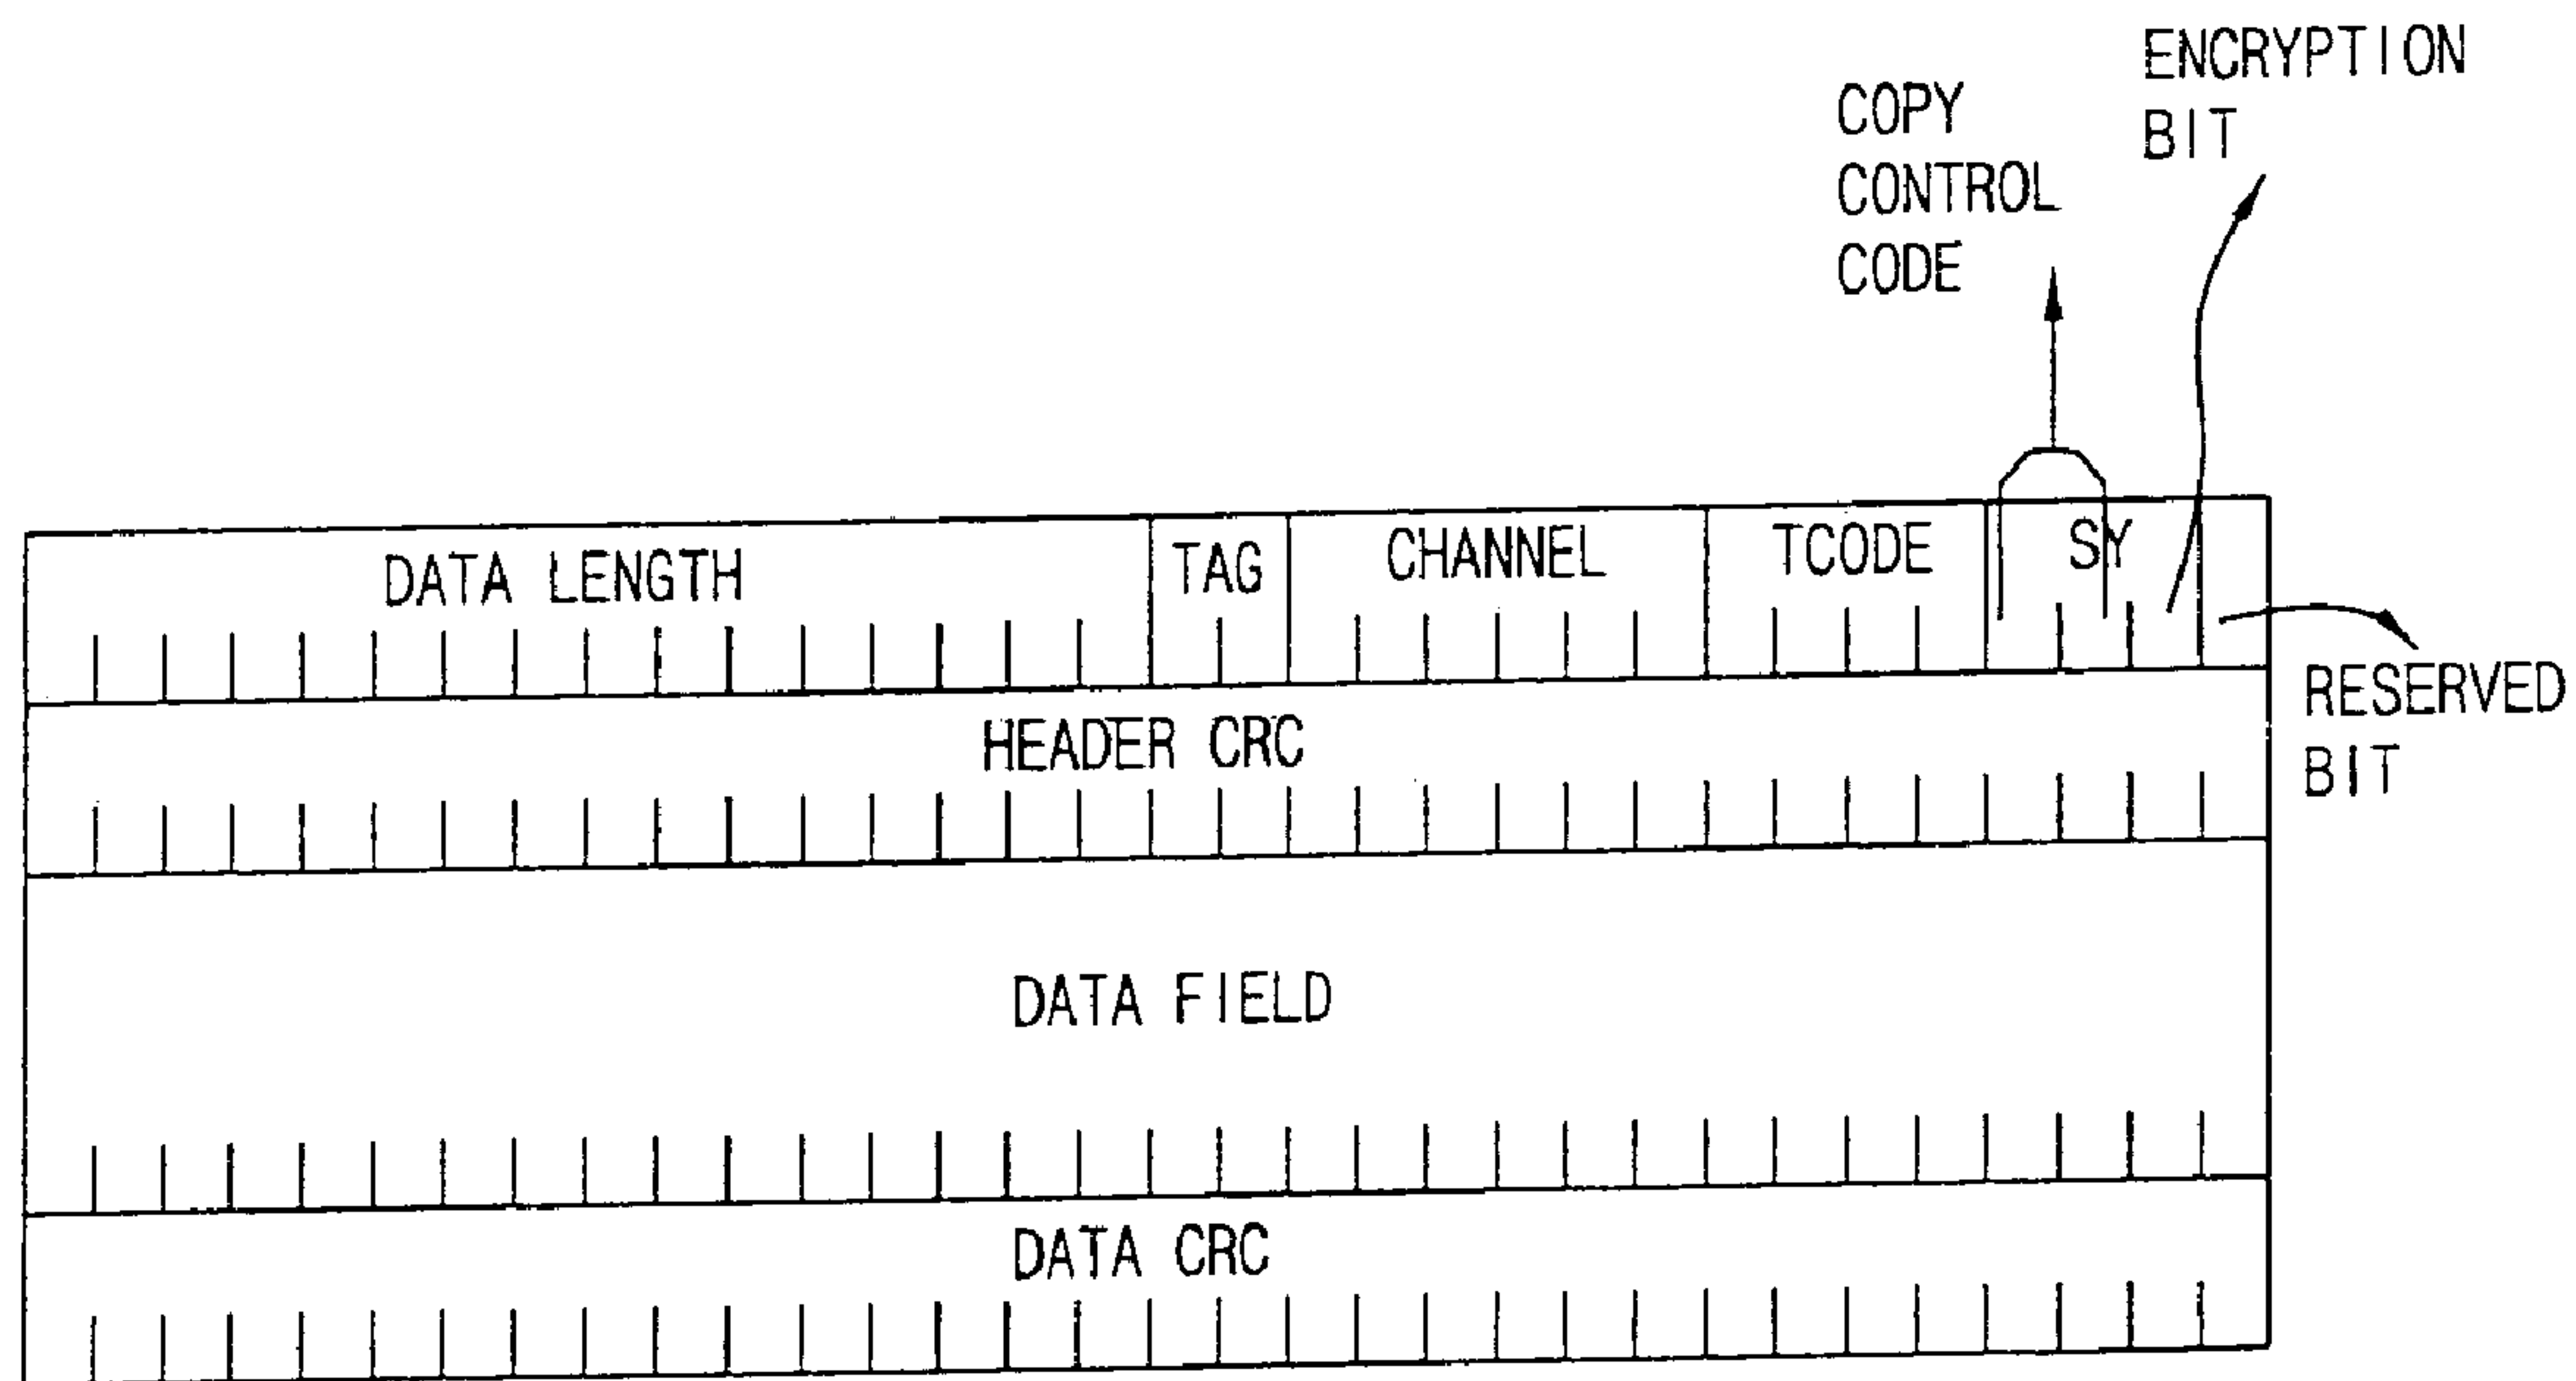 ENCRYPTION
BIT
COPY
CONTROL
CODE
DATA LENGTH
TAG
CHANNEL
TCODE
SY
RESERVED
BIT
HEADER CRC
DATA FIELD
DATA CRC